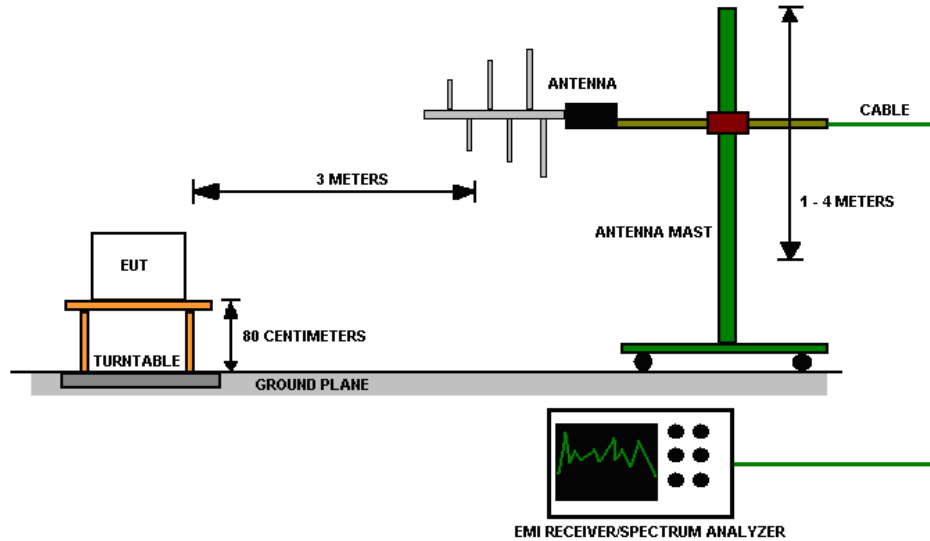 ANTENNA
CABLE
3 METERS
1 - 4 METERS
ANTENNA MAST
EUT
80 CENTIMETERS
TURNTABLE
GROUND PLANE
EMI RECEIVER/SPECTRUM ANALYZER